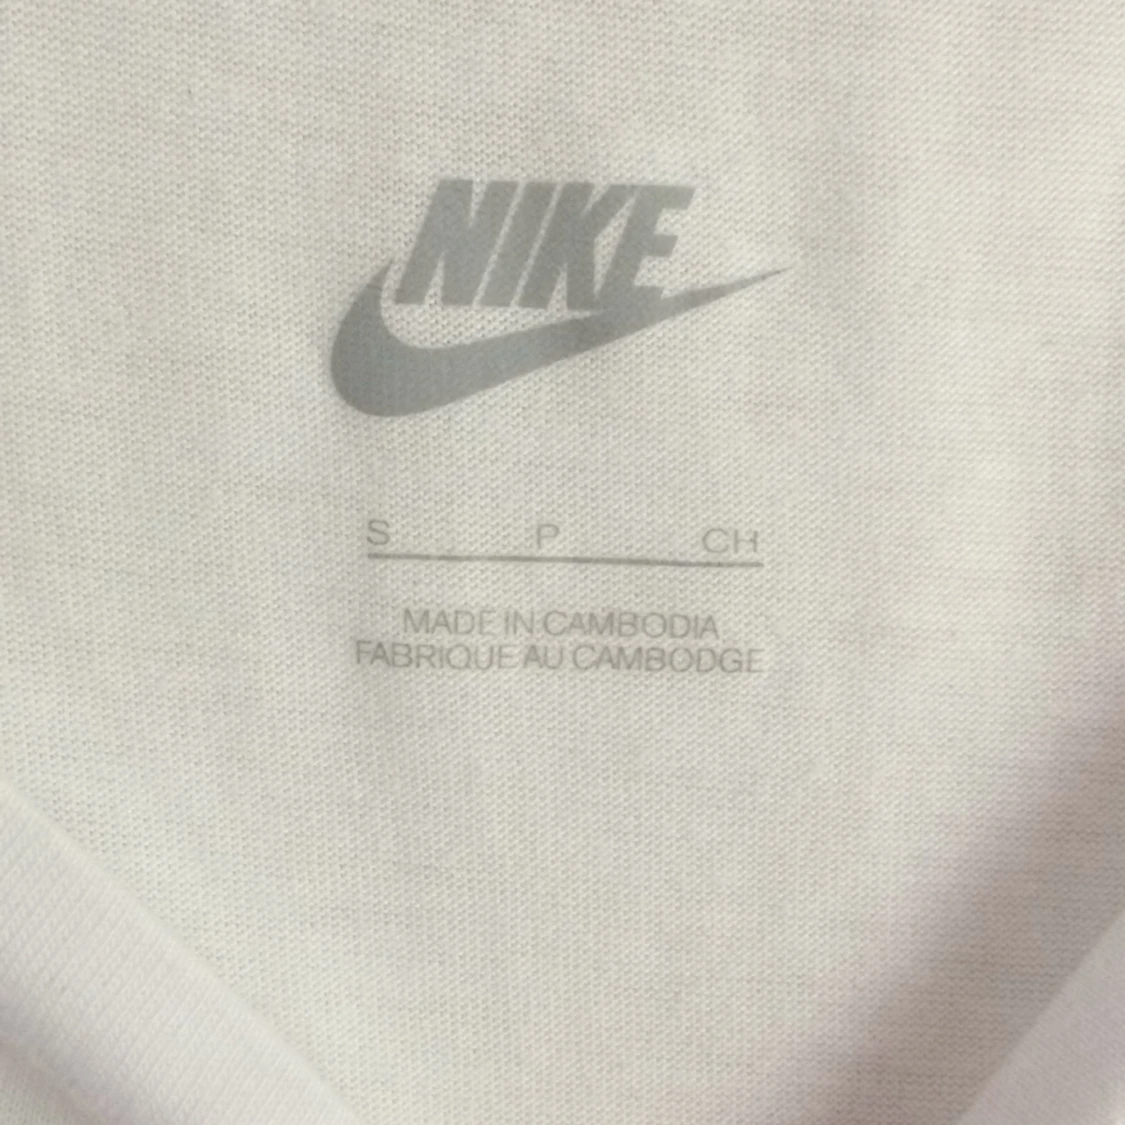 NIKE
S P CH
MADE IN CAMBODIA
FABRIQUE AU CAMBODGE